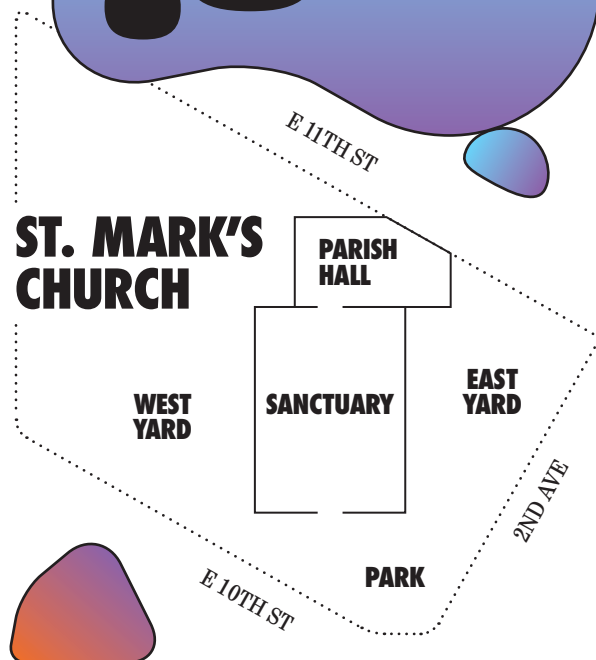 E 11TH ST
ST. MARK'S
CHURCH
PARISH
HALL
WEST
YARD
SANCTUARY
EAST
YARD
2ND AVE
PARK
E 10TH ST